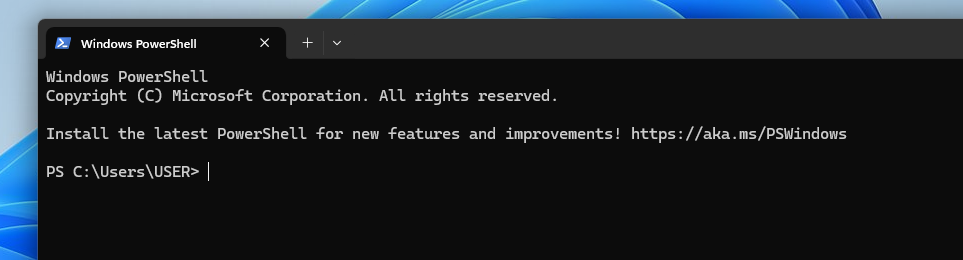 Windows PowerShell
Windows PowerShell
Copyright (C) Microsoft Corporation. All rights reserved.
Install the latest PowerShell for new features and improvements! https://aka.ms/PSWindows
PS C:\Users\USER>